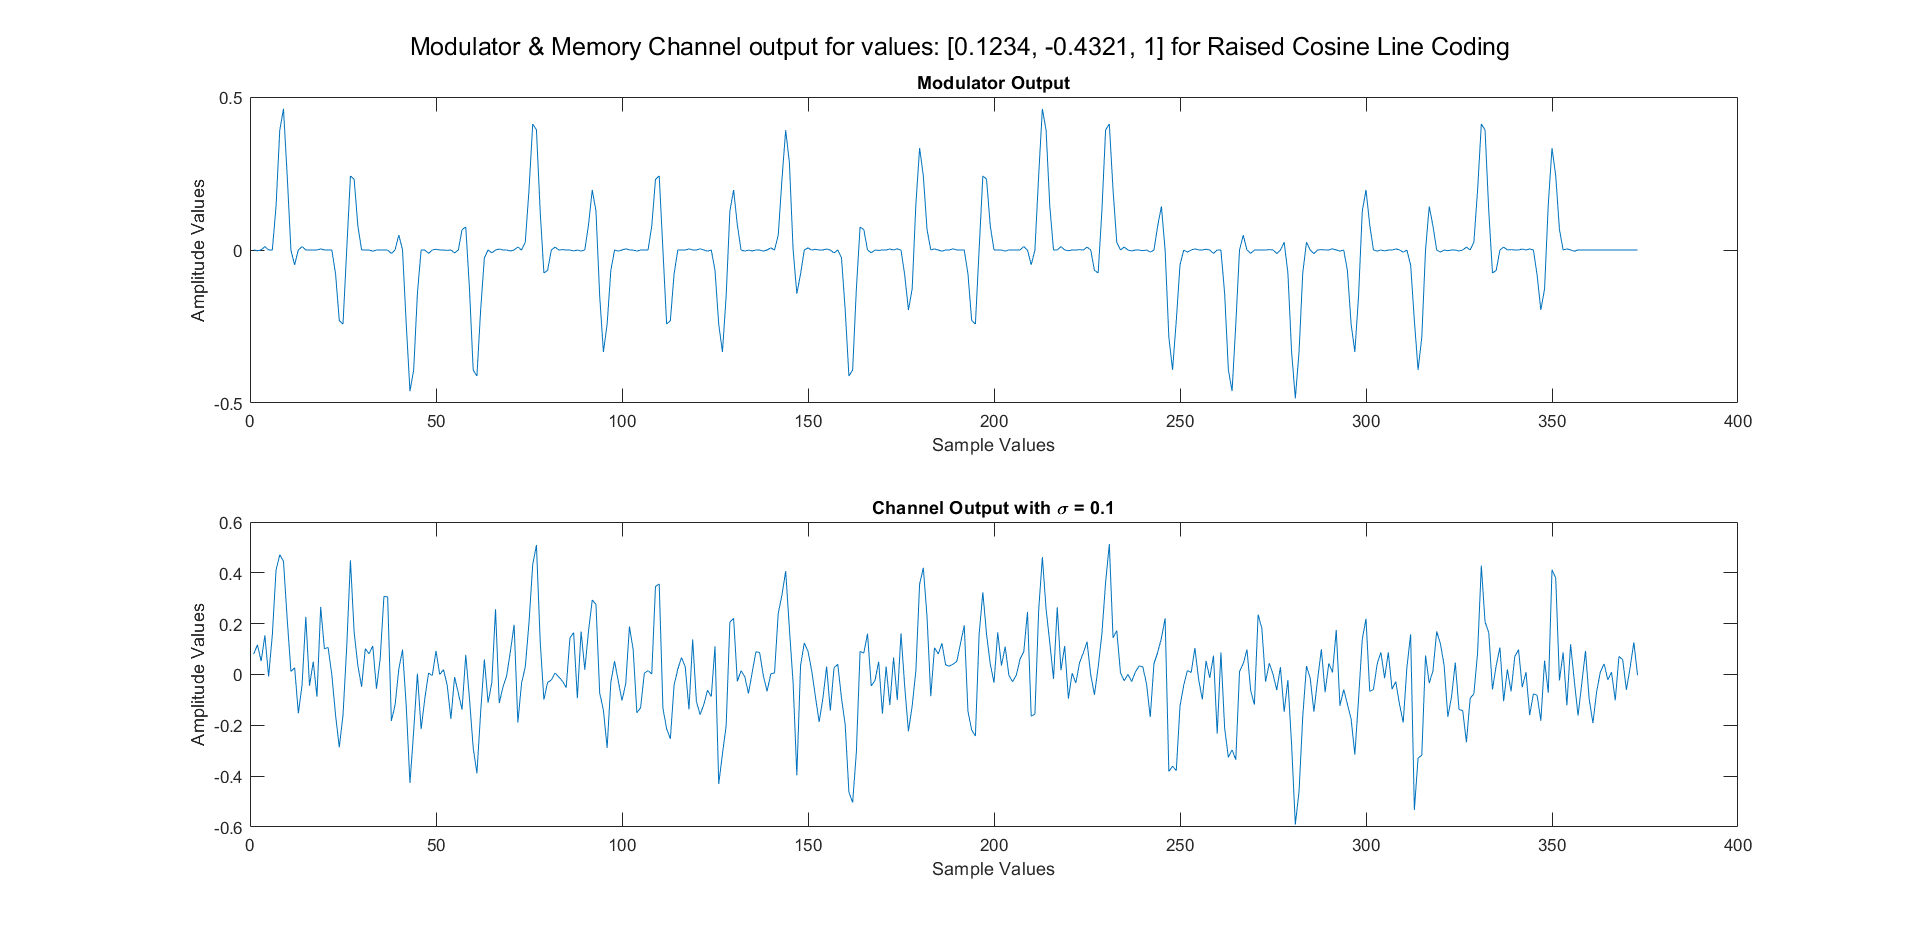 Modulator & Memory Channel output for values: [0.1234, -0.4321, 1] for Raised Cosine Line Coding
Modulator Output
0.5
0
-0.5
Amplitude Values
0 50 100 150 200 250 300 350 400
Sample Values
Channel Output with σ = 0.1
0.6
0.4
0.2
0
-0.2
-0.4
-0.6
Amplitude Values
0 50 100 150 200 250 300 350 400
Sample Values